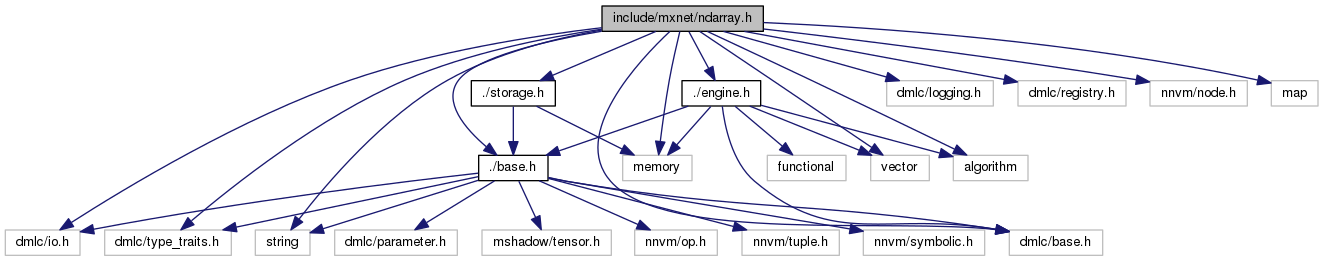 include/mxnet/ndarray.h
./storage.h
./engine.h
dmlc/logging.h
dmlc/registry.h
nnvm/node.h
map
./base.h
memory
functional
vector
algorithm
dmlc/io.h
dmlc/type_traits.h
string
dmlc/parameter.h
mshadow/tensor.h
nnvm/op.h
nnvm/tuple.h
nnvm/symbolic.h
dmlc/base.h